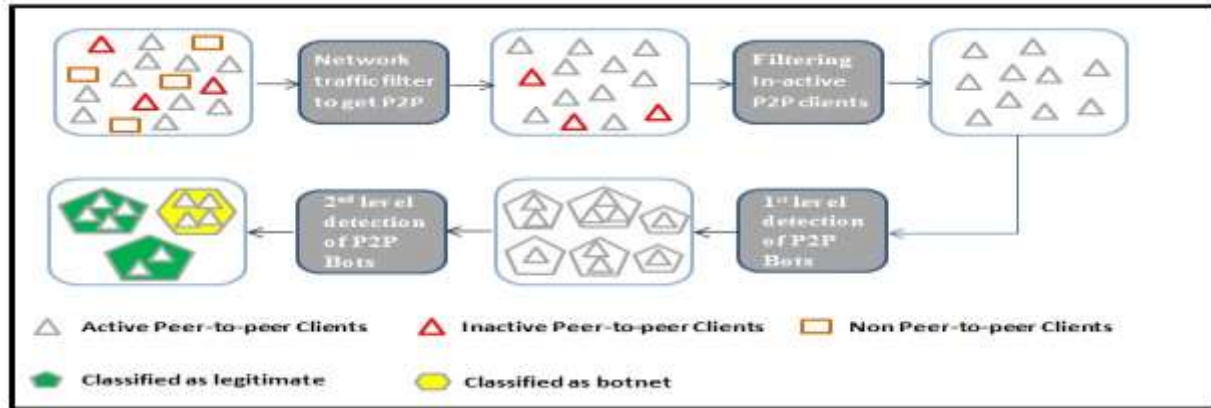 Network
traffic filter
to get P2P
Filtering
In-active
P2P clients
1st level
detection
of P2P
Bots
2nd level
detection
of P2P
Bots
Active Peer-to-peer Clients
Inactive Peer-to-peer Clients
Non Peer-to-peer Clients
Classified as legitimate
Classified as botnet